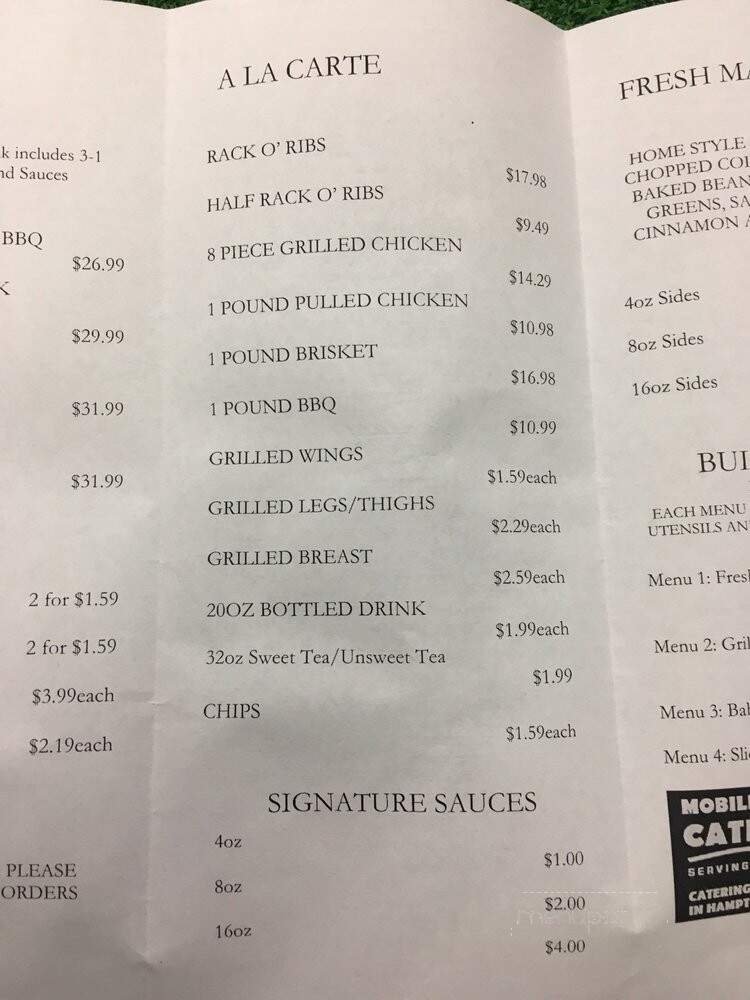 k includes 3-1
nd Sauces
BBQ
$26.99
K
$29.99
$31.99
$31.99
2 for $1.59
2 for $1.59
$3.99each
$2.19each
PLEASE
ORDERS
A LA CARTE
RACK O' RIBS
$17.98
HALF RACK O' RIBS
$9.49
8 PIECE GRILLED CHICKEN
$14.29
1 POUND PULLED CHICKEN
$10.98
1 POUND BRISKET
$16.98
1 POUND BBQ
$10.99
GRILLED WINGS
$1.59each
GRILLED LEGS/THIGHS
$2.29each
GRILLED BREAST
$2.59each
20OZ BOTTLED DRINK
$1.99each
32oz Sweet Tea/Unsweet Tea
$1.99
CHIPS
$1.59each
SIGNATURE SAUCES
4oz
$1.00
8oz
$2.00
16oz
$4.00
FRESH MA
HOME STYLE
CHOPPED COL
BAKED BEAN
GREENS, SA
CINNAMON A
4oz Sides
8oz Sides
16oz Sides
BUI
EACH MENU
UTENSILS AN
Menu 1: Fresh
Menu 2: Gril
Menu 3: Bal
Menu 4: Sli
MOBIL
CATI
SERVING
CATERING
IN HAMPT